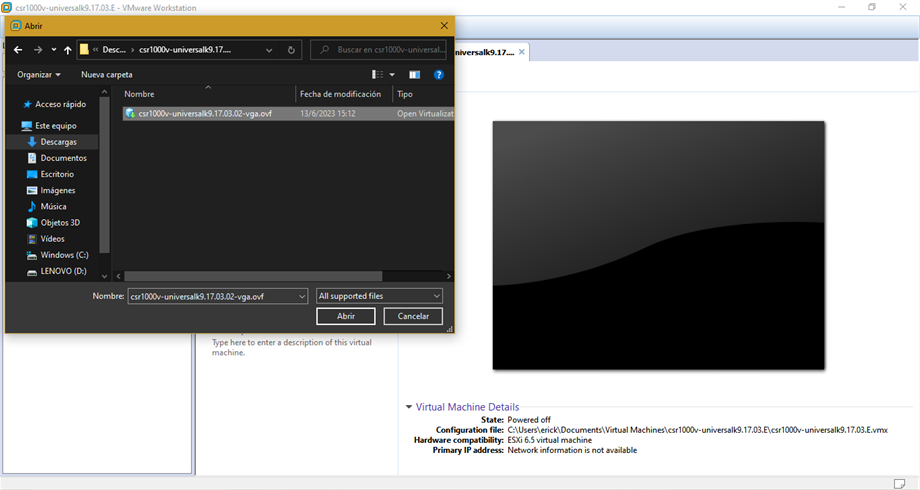 csr1000v-universalk9.17.03.E - VMware Workstation
Abrir
Desc... csr1000v-universalk9.17....
Buscar en csr1000v-universal...
niversalk9.17....
Organizar
Nueva carpeta
Nombre
Fecha de modificación
Tipo
Acceso rápido
csr1000v-universalk9.17.03.02-vga.ovf
13/6/2023 15:12
Open Virtualizat
Este equipo
Descargas
Documentos
Escritorio
Imágenes
Música
Objetos 3D
Vídeos
Windows (C:)
LENOVO (D:)
Nombre:
csr1000v-universalk9.17.03.02-vga.ovf
All supported files
Abrir
Cancelar
Type here to enter a description of this virtual
machine.
Virtual Machine Details
State: Powered off
Configuration file: C:\Users\erick\Documents\Virtual Machines\csr1000v-universalk9.17.03.E\csr1000v-universalk9.17.03.E.vmx
Hardware compatibility: ESXi 6.5 virtual machine
Primary IP address: Network information is not available